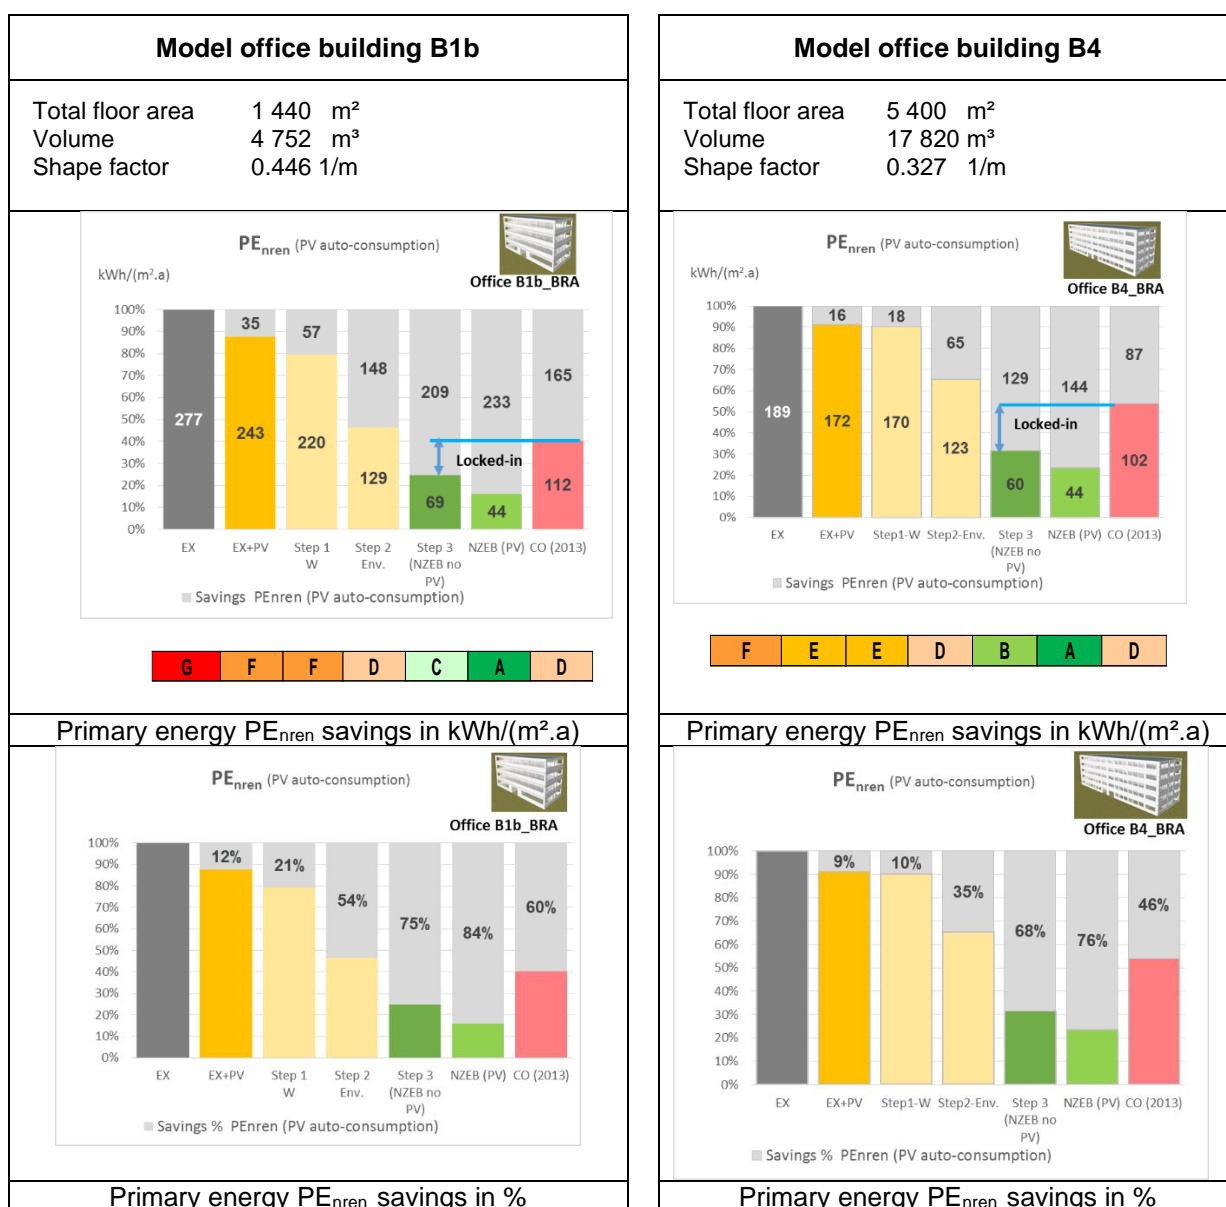 Model office building B1b
Total floor area 1 440 m²
Volume 4 752 m³
Shape factor 0.446 1/m
PEnren (PV auto-consumption)
kWh/(m².a)
Office B1b_BRA
100%
90%
80%
70%
60%
50%
40%
30%
20%
10%
0%
277
35
243
57
220
148
129
209
69
233
44
165
112
Locked-in
EX
EX+PV
Step 1 W
Step 2 Env.
Step 3 (NZEB no PV)
NZEB (PV)
CO (2013)
Savings PEnren (PV auto-consumption)
G F F D C A D
Primary energy PEnren savings in kWh/(m².a)
PEnren (PV auto-consumption)
Office B1b_BRA
100%
90%
80%
70%
60%
50%
40%
30%
20%
10%
0%
12%
21%
54%
75%
84%
60%
EX
EX+PV
Step 1 W
Step 2 Env.
Step 3 (NZEB no PV)
NZEB (PV)
CO (2013)
Savings % PEnren (PV auto-consumption)
Primary energy PEnren savings in %
Model office building B4
Total floor area 5 400 m²
Volume 17 820 m³
Shape factor 0.327 1/m
PEnren (PV auto-consumption)
kWh/(m².a)
Office B4_BRA
100%
90%
80%
70%
60%
50%
40%
30%
20%
10%
0%
189
16
172
18
170
65
123
129
60
144
44
87
102
Locked-in
EX
EX+PV
Step1-W
Step2-Env.
Step 3 (NZEB no PV)
NZEB (PV)
CO (2013)
Savings PEnren (PV auto-consumption)
F E E D B A D
Primary energy PEnren savings in kWh/(m².a)
PEnren (PV auto-consumption)
Office B4_BRA
100%
90%
80%
70%
60%
50%
40%
30%
20%
10%
0%
9%
10%
35%
68%
76%
46%
EX
EX+PV
Step1-W
Step2-Env.
Step 3 (NZEB no PV)
NZEB (PV)
CO (2013)
Savings % PEnren (PV auto-consumption)
Primary energy PEnren savings in %